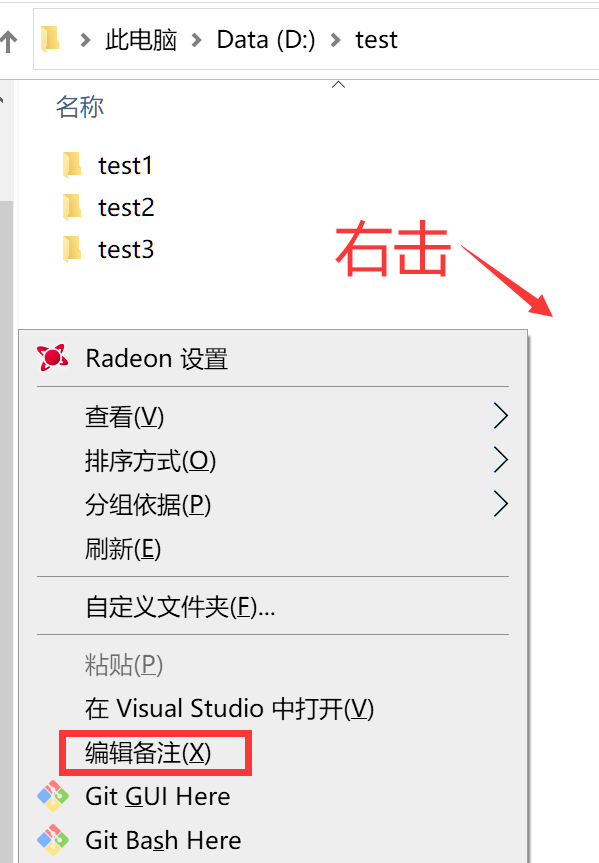 此电脑 > Data (D:) > test
名称
test1
test2
test3
右击
Radeon 设置
查看(V)
排序方式(O)
分组依据(P)
刷新(E)
自定义文件夹(F)...
粘贴(P)
在 Visual Studio 中打开(V)
编辑备注(X)
Git GUI Here
Git Bash Here